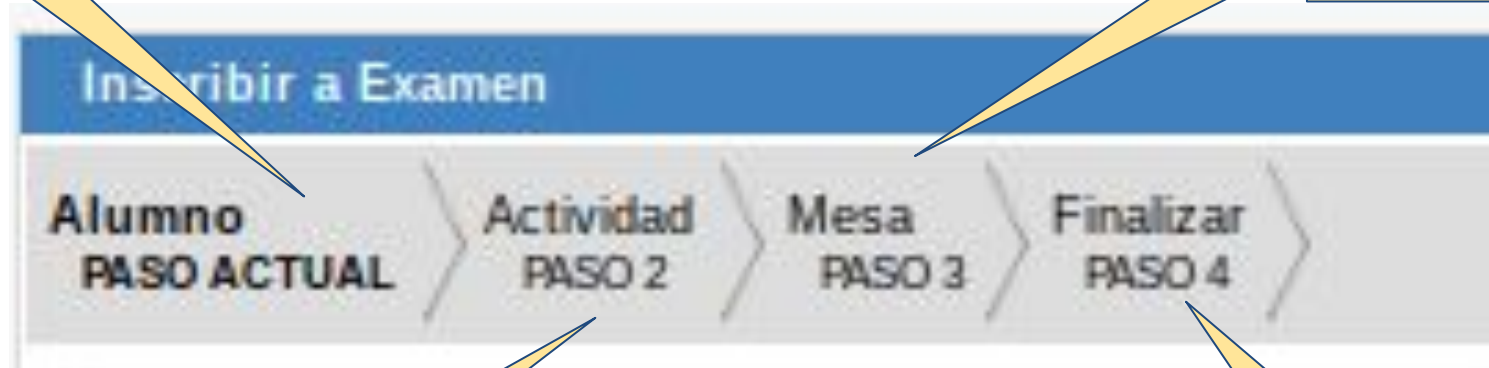 Inscribir a Examen
Alumno Actividad Mesa Finalizar
PASO ACTUAL PASO 2 PASO 3 PASO 4